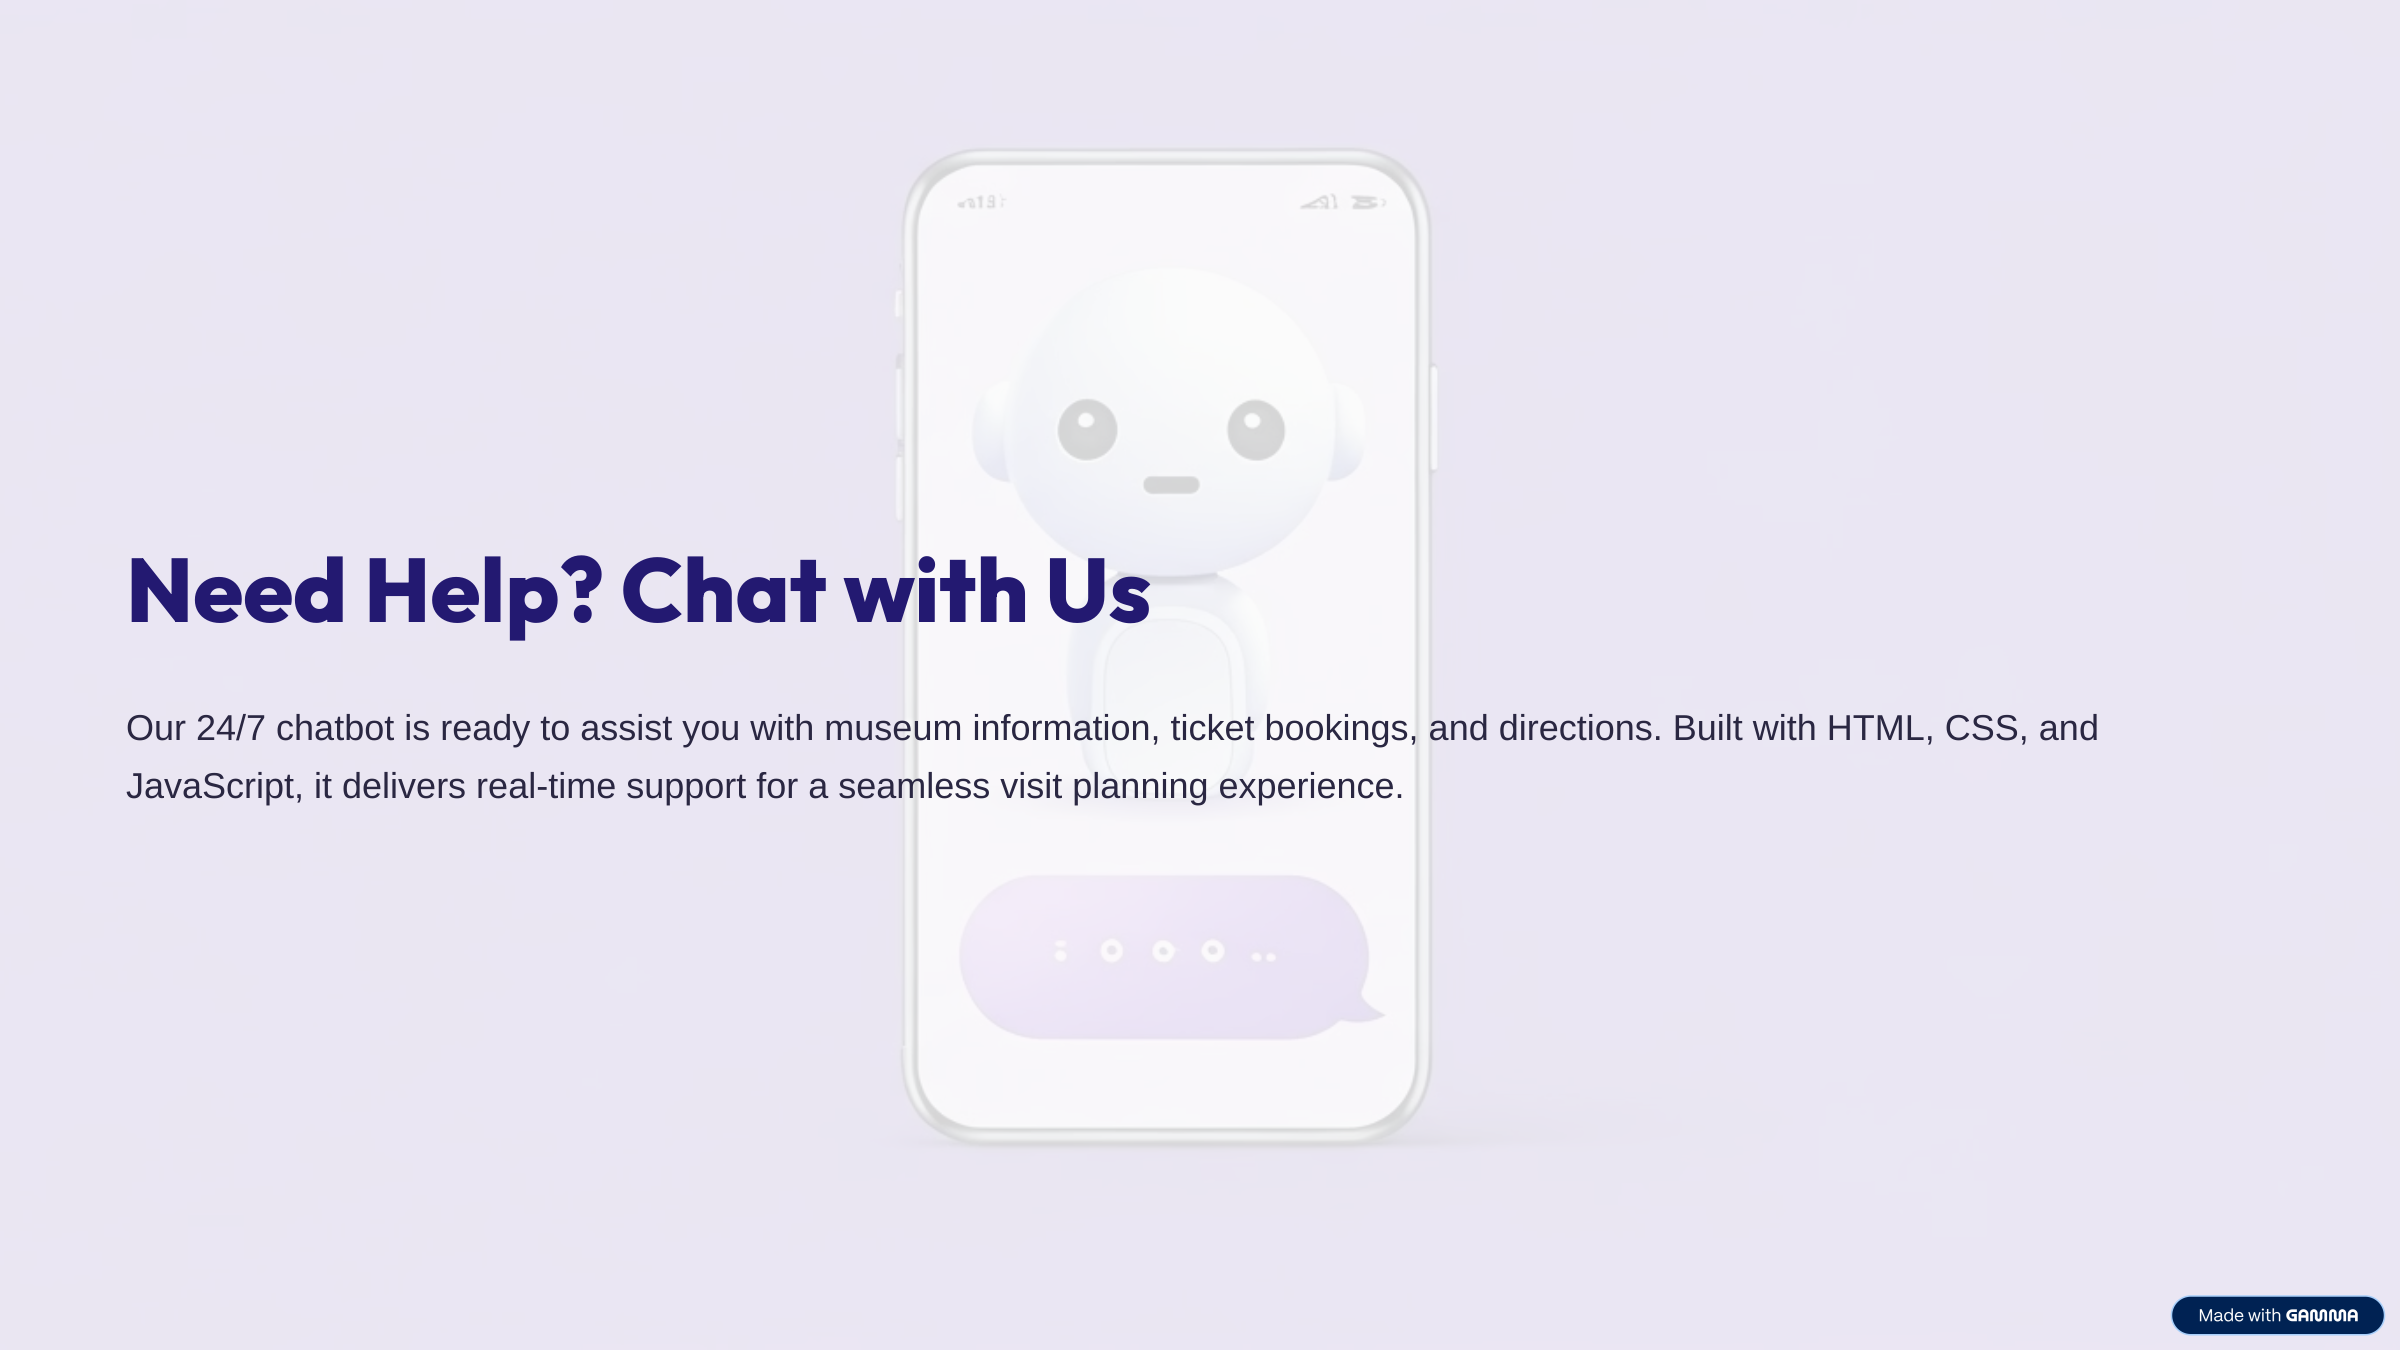 Need Help? Chat with Us
Our 24/7 chatbot is ready to assist you with museum information, ticket bookings, and directions. Built with HTML, CSS, and
JavaScript, it delivers real-time support for a seamless visit planning experience.
Made with GAMMA